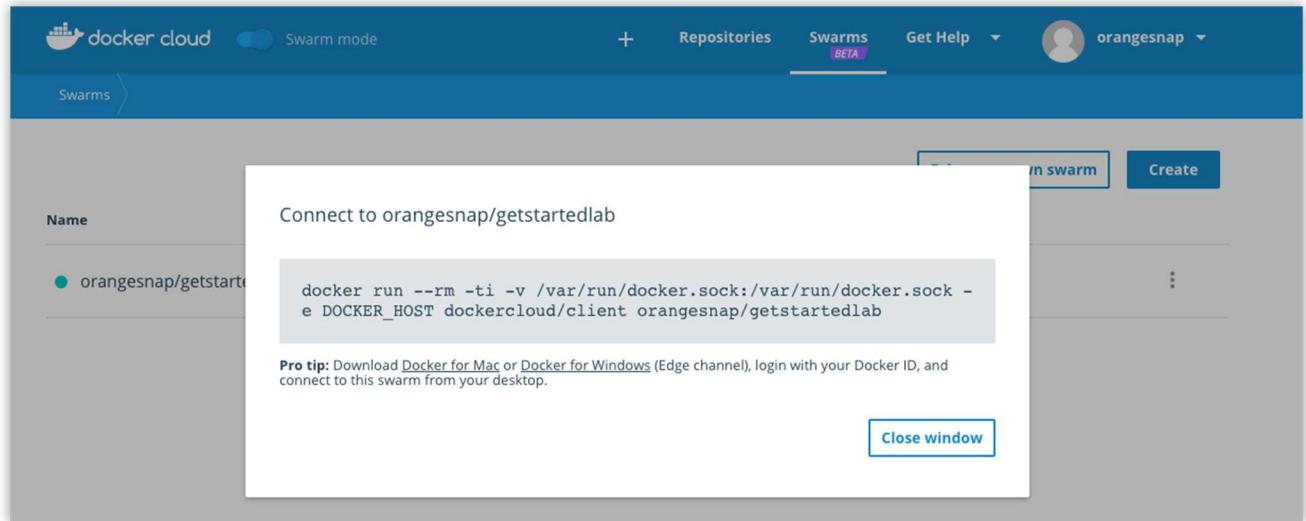 docker cloud Swarm mode + Repositories Swarms Get Help orangesnap
BETA
Swarms
wn swarm Create
Name
Connect to orangesnap/getstartedlab
orangesnap/getstarte
docker run --rm -ti -v /var/run/docker.sock:/var/run/docker.sock -
e DOCKER_HOST dockercloud/client orangesnap/getstartedlab
Pro tip: Download Docker for Mac or Docker for Windows (Edge channel), login with your Docker ID, and
connect to this swarm from your desktop.
Close window